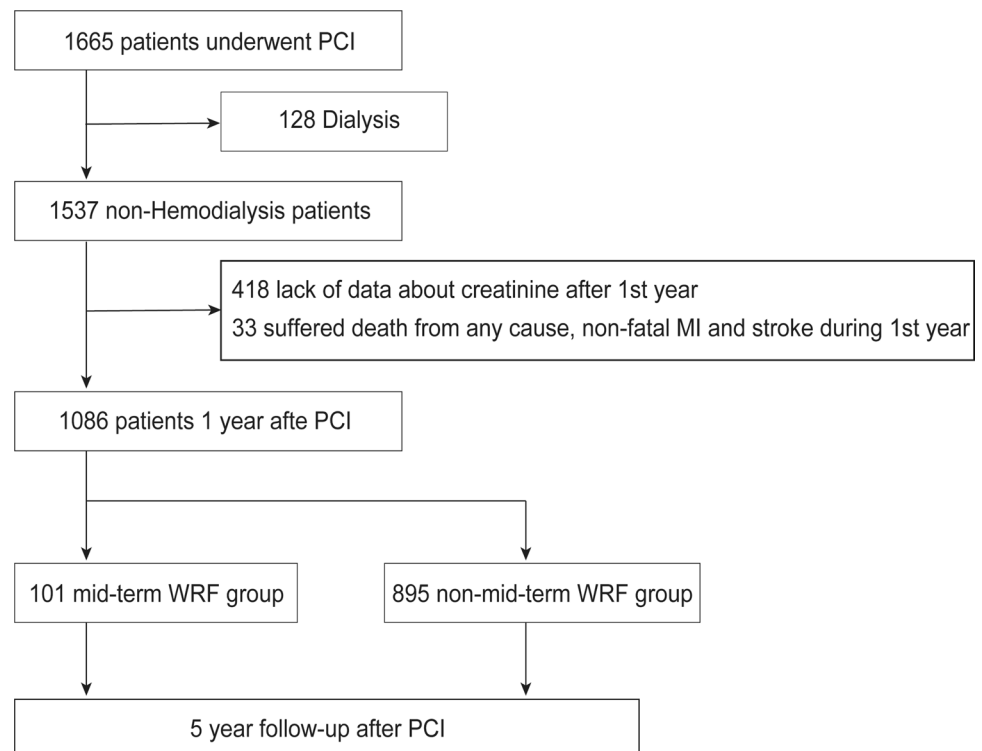 1665 patients underwent PCI
128 Dialysis
1537 non-Hemodialysis patients
418 lack of data about creatinine after 1st year
33 suffered death from any cause, non-fatal MI and stroke during 1st year
1086 patients 1 year afte PCI
101 mid-term WRF group
895 non-mid-term WRF group
5 year follow-up after PCI